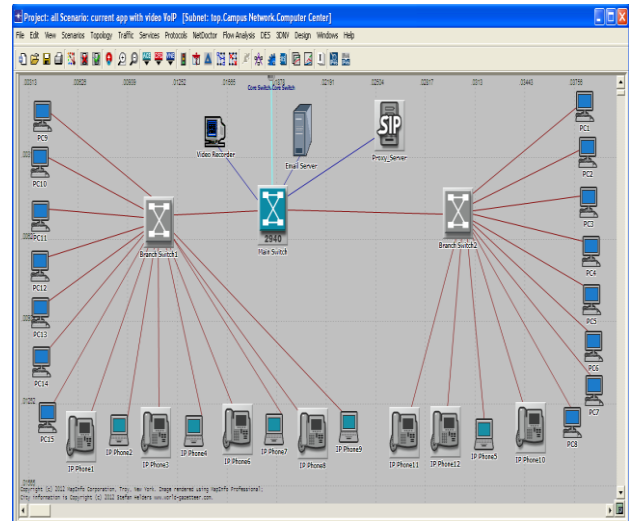 Project: all Scenario: current app with video VoIP [Subnet: top.Campus Network.Computer Center]
File Edit View Scenarios Topology Traffic Services Protocols NetDoctor Flow Analysis DES 3DNV Design Windows Help
Core Switch.Core Switch
SIP
Video Recorder
Email Server
Proxy_Server
PC9
PC1
PC10
PC2
PC11
PC3
2940
Branch Switch1
Main Switch
Branch Switch2
PC12
PC4
PC13
PC5
PC14
PC6
PC15
PC7
PC8
IP Phone1
IP Phone2
IP Phone3
IP Phone4
IP Phone6
IP Phone7
IP Phone8
IP Phone9
IP Phone11
IP Phone12
IP Phone5
IP Phone10
Copyright (c) 2012 MapInfo Corporation, Troy, New York. Image rendered using MapInfo Professional;
City information is Copyright (c) 2012 Stefan Helders www.world-gazetteer.com.